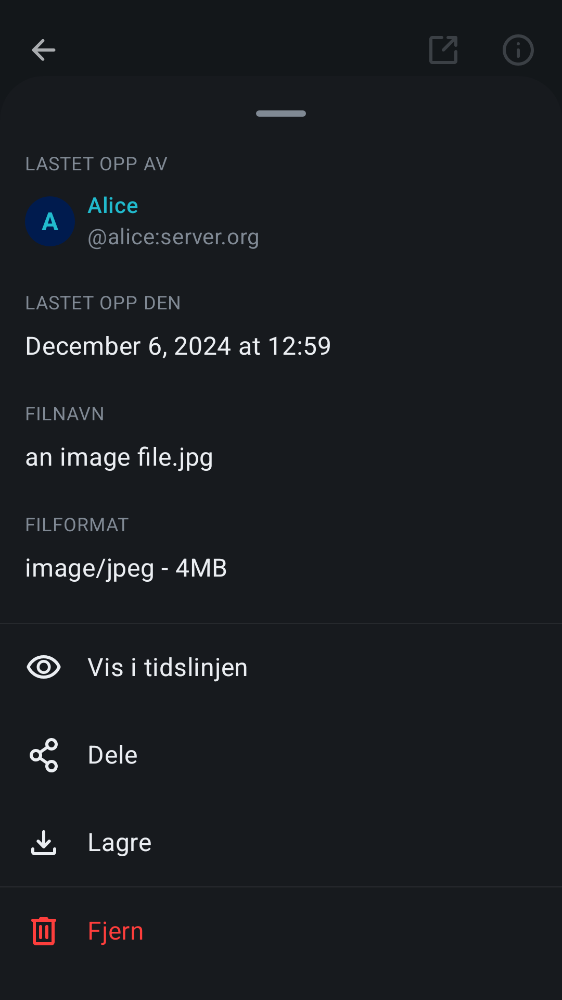 LASTET OPP AV
A
Alice
@alice:server.org
LASTET OPP DEN
December 6, 2024 at 12:59
FILNAVN
an image file.jpg
FILFORMAT
image/jpeg - 4MB
Vis i tidslinjen
Dele
Lagre
Fjern